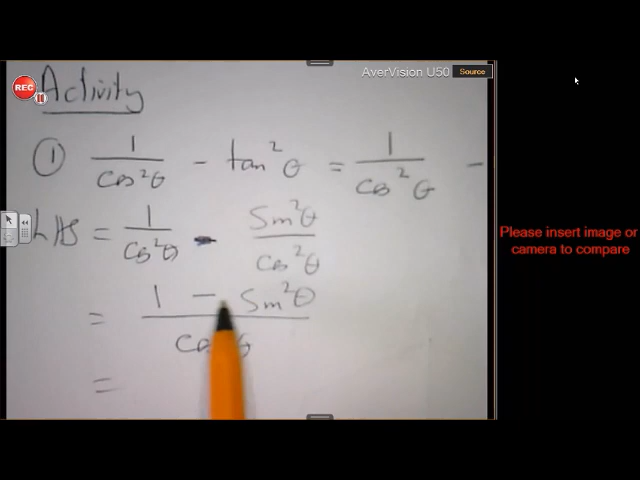 AverVision U50 Source
REC
Activity
① 1/cos²θ - tan²θ = 1/cos²θ -
LHS = 1/cos²θ - Sin²θ/cos²θ
= 1 - Sin²θ/cos²θ
=
Please insert image or
camera to compare